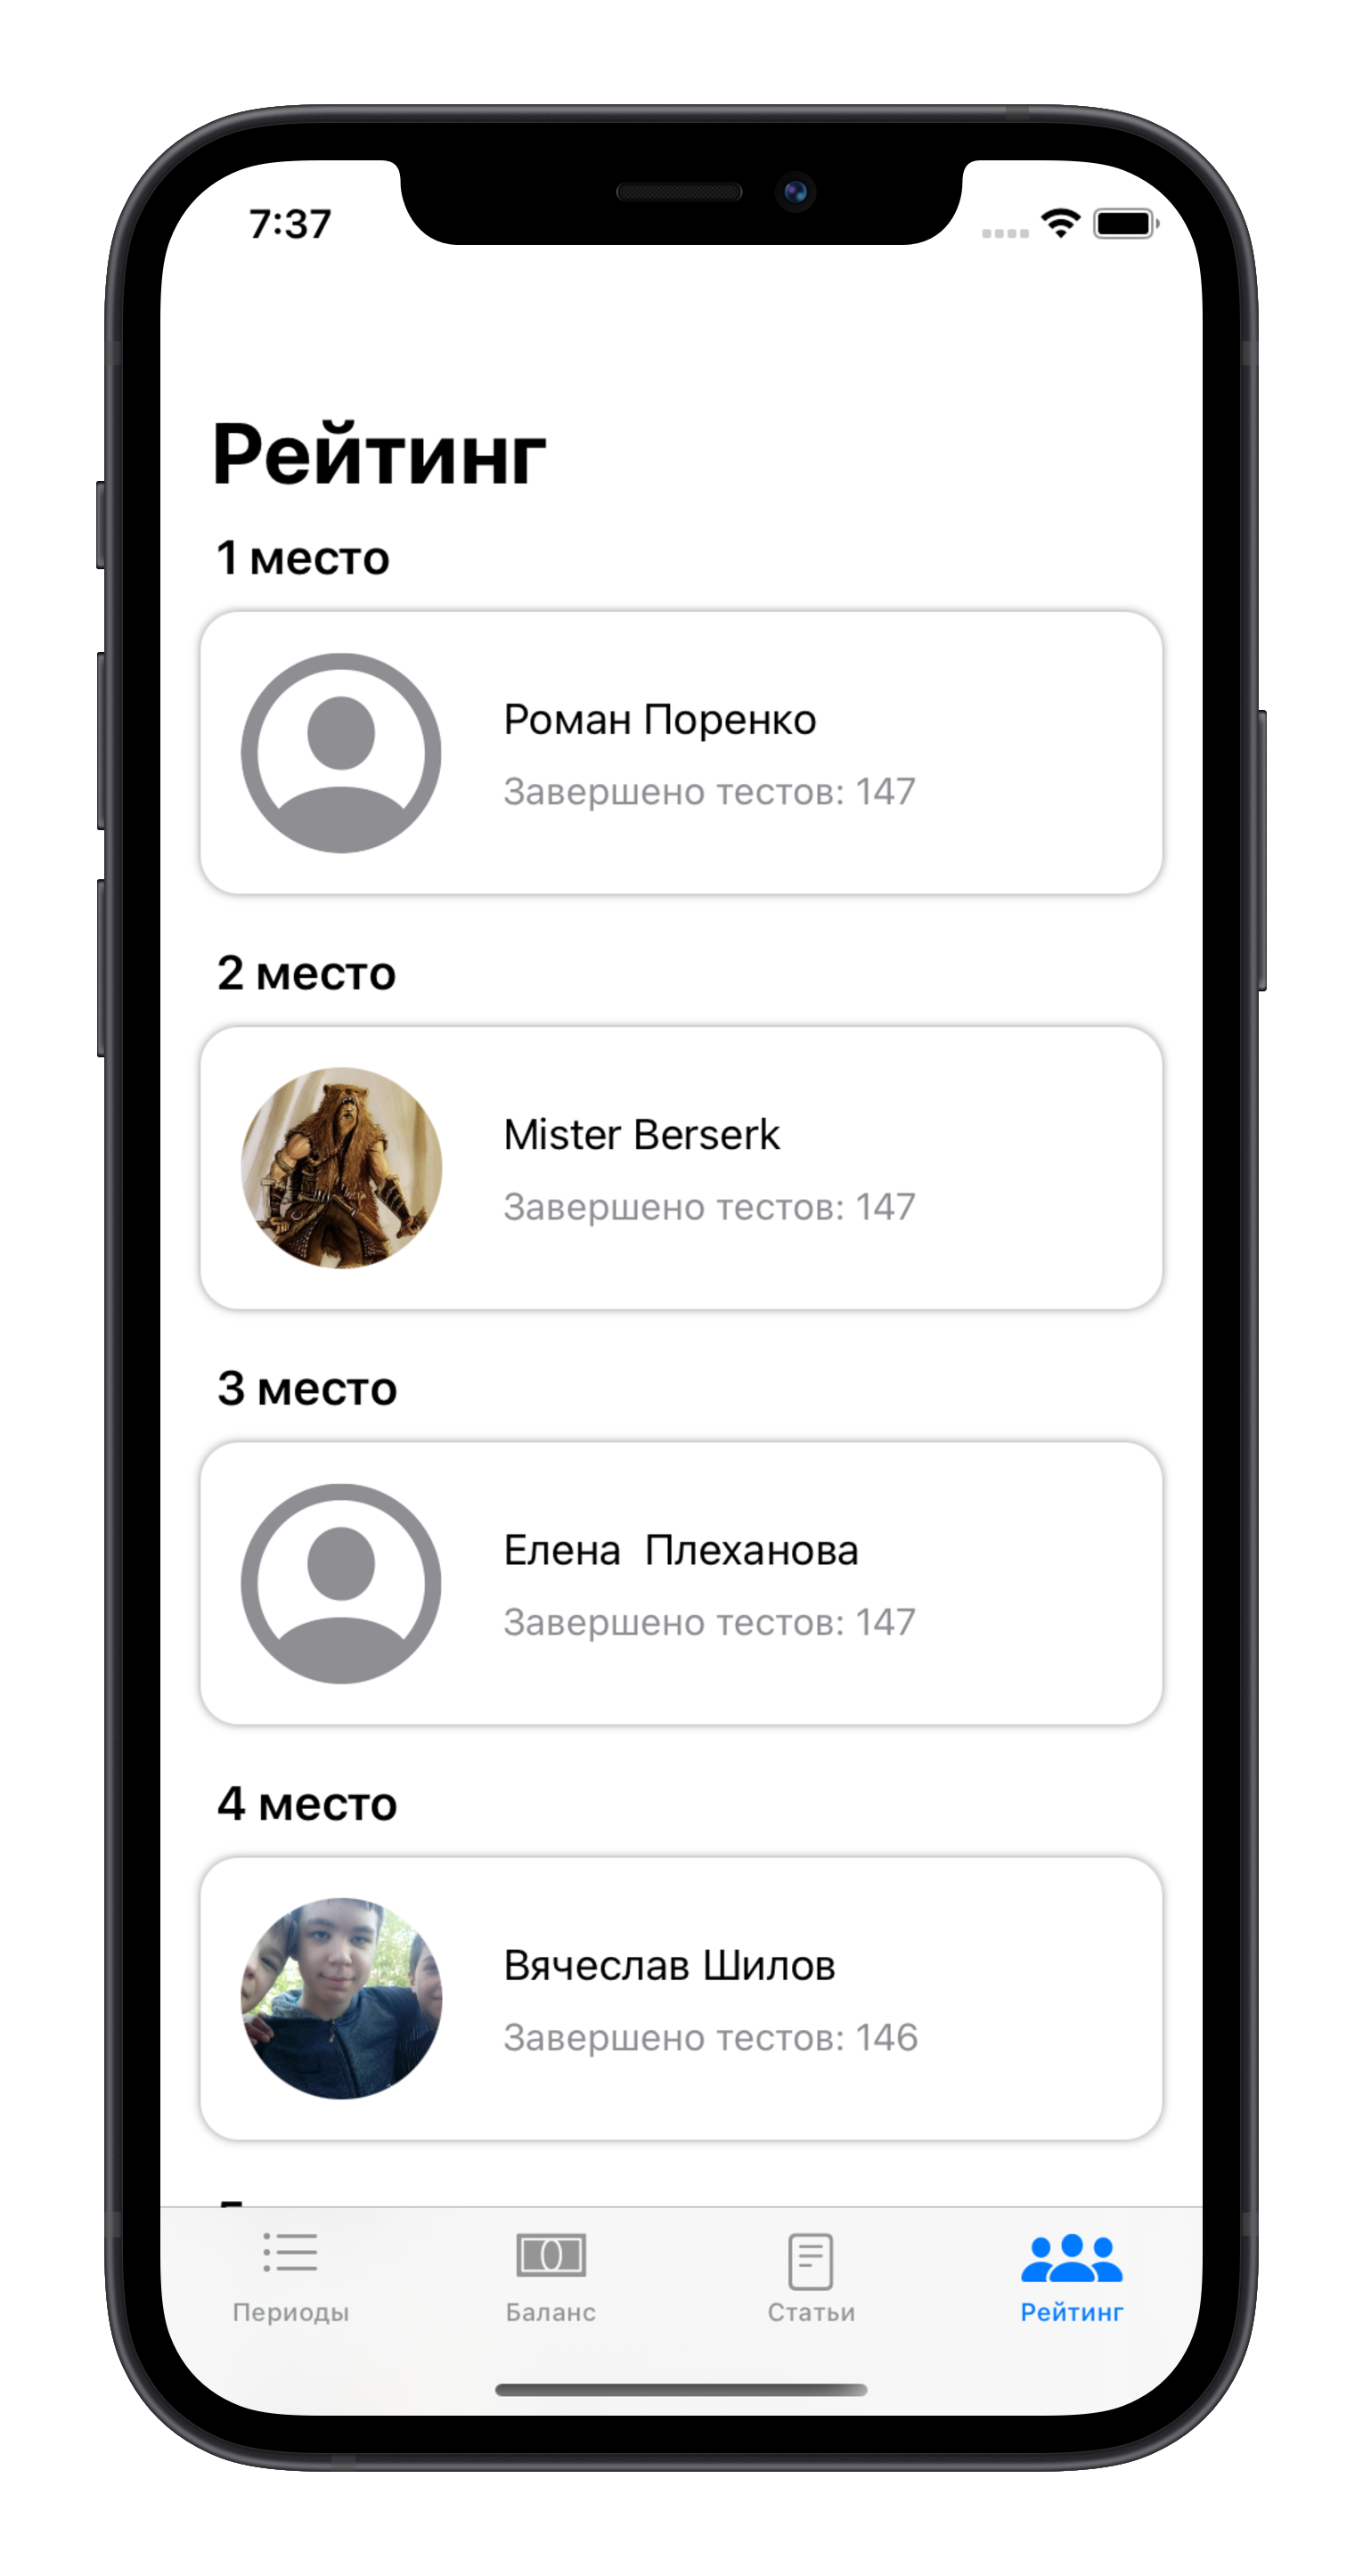 7:37
Рейтинг
1 место
Роман Поренко
Завершено тестов: 147
2 место
Mister Berserk
Завершено тестов: 147
3 место
Елена  Плеханова
Завершено тестов: 147
4 место
Вячеслав Шилов
Завершено тестов: 146
Периоды
Баланс
Статьи
Рейтинг